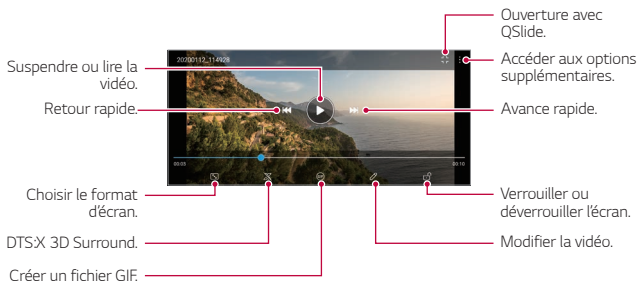 Ouverture avec
QSlide.
Accéder aux options
supplémentaires.
Suspendre ou lire la
vidéo.
20200112_114928
Retour rapide.
Avance rapide.
00:05
00:10
Choisir le format
d'écran.
Verrouiller ou
déverrouiller l'écran.
DTS:X 3D Surround.
Modifier la vidéo.
Créer un fichier GIF.